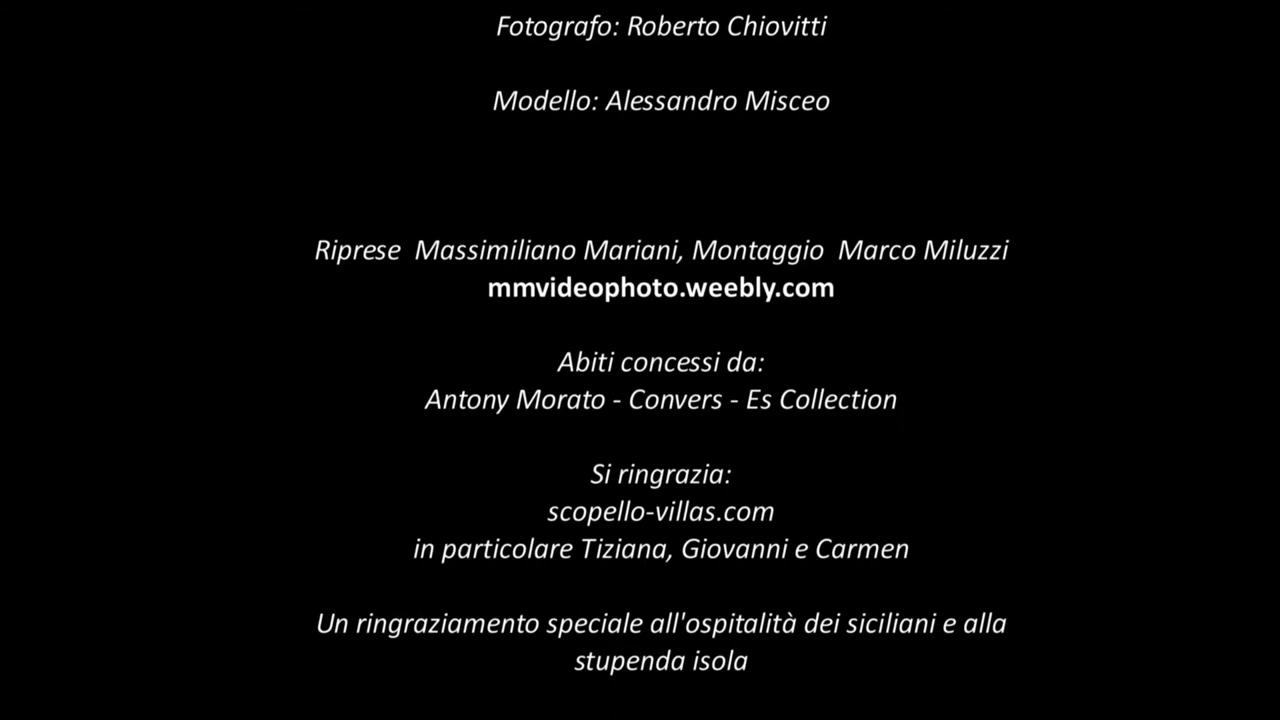 Fotografo: Roberto Chiovitti
Modello: Alessandro Misceo
Riprese  Massimiliano Mariani, Montaggio  Marco Miluzzi
mmvideophoto.weebly.com
Abiti concessi da:
Antony Morato - Convers - Es Collection
Si ringrazia:
scopello-villas.com
in particolare Tiziana, Giovanni e Carmen
Un ringraziamento speciale all'ospitalità dei siciliani e alla
stupenda isola